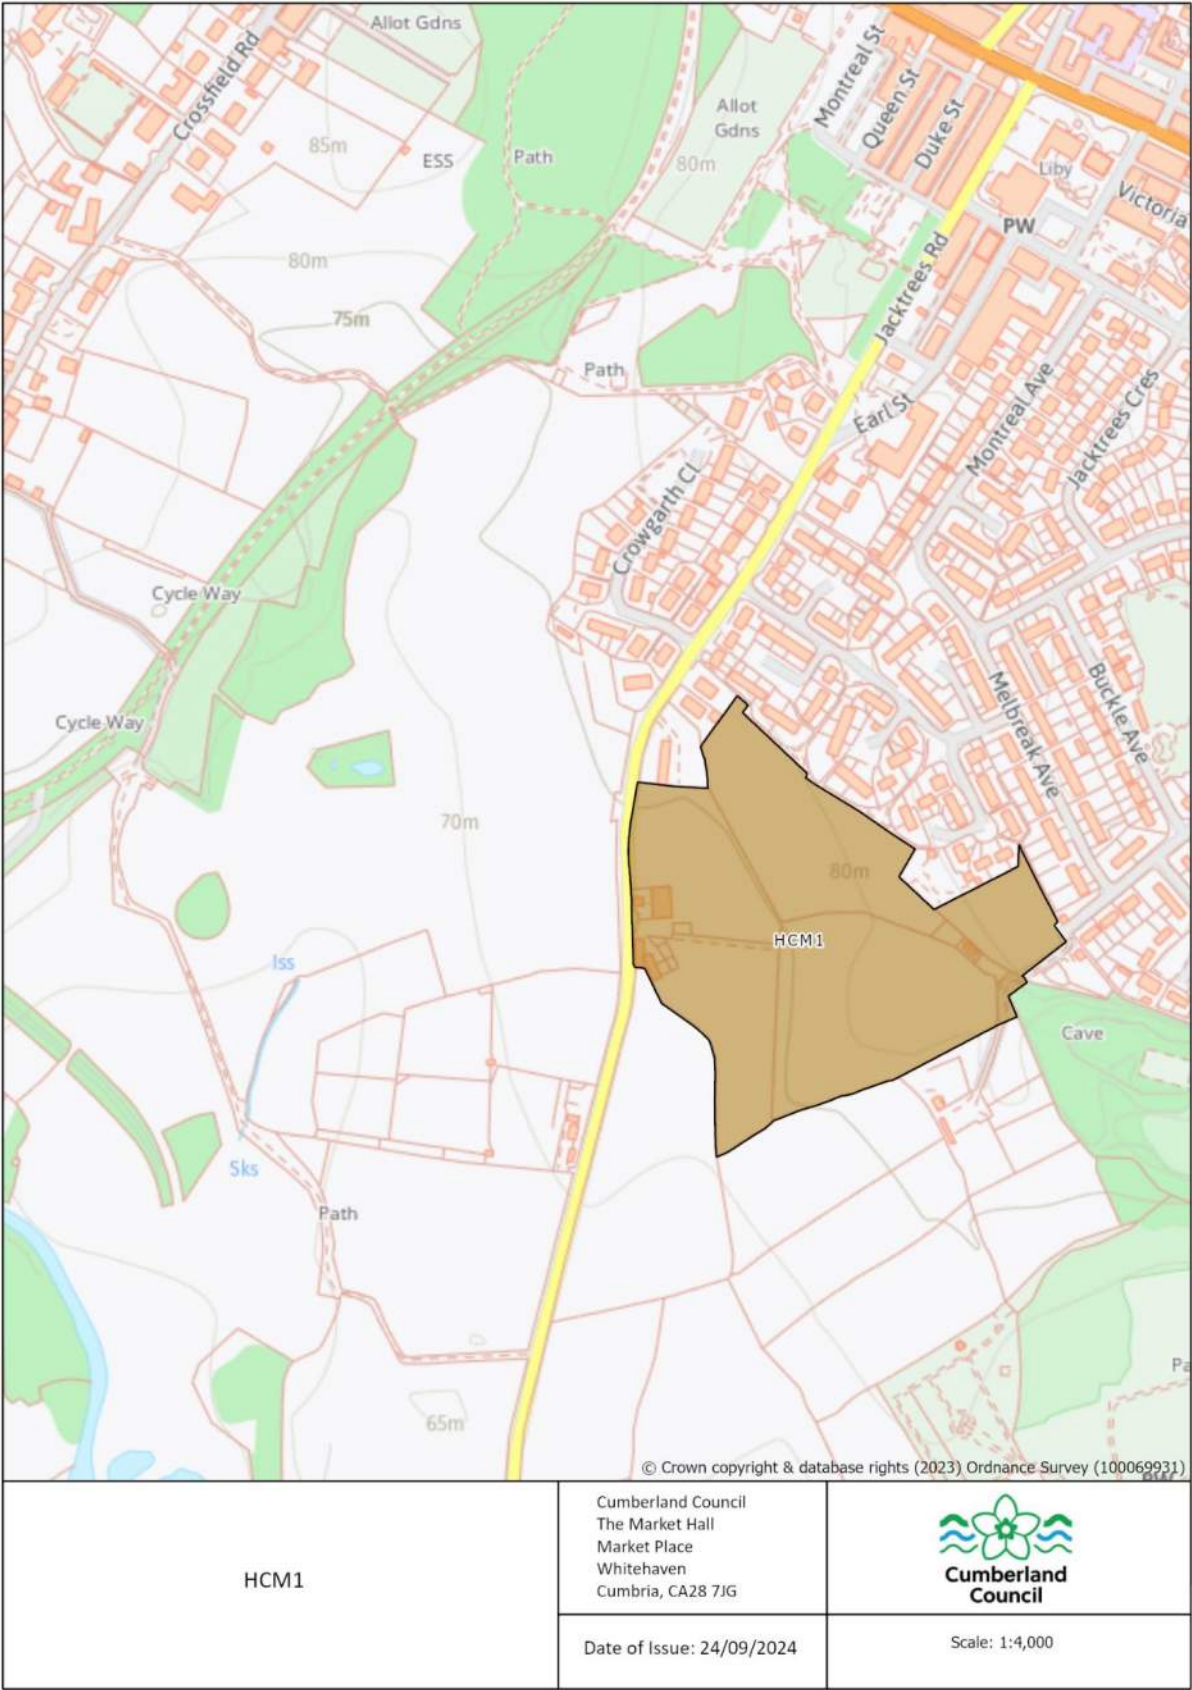 Allot Gdns
Crossfield Rd
85m
ESS
Path
Allot
Gdns
80m
Montreal St
Queen St
Duke St
Liby
Victoria
PW
80m
75m
Jacktrees Rd
Path
Earl St
Montreal Ave
Jacktrees Cres
Crowgarth Cl
Cycle Way
Cycle Way
Melbreak Ave
Buckle Ave
70m
80m
HCM1
Iss
Cave
Sks
Path
65m
Pa
© Crown copyright & database rights (2023) Ordnance Survey (100069931)
HCM1
Cumberland Council
The Market Hall
Market Place
Whitehaven
Cumbria, CA28 7JG
Date of Issue: 24/09/2024
Cumberland
Council
Scale: 1:4,000